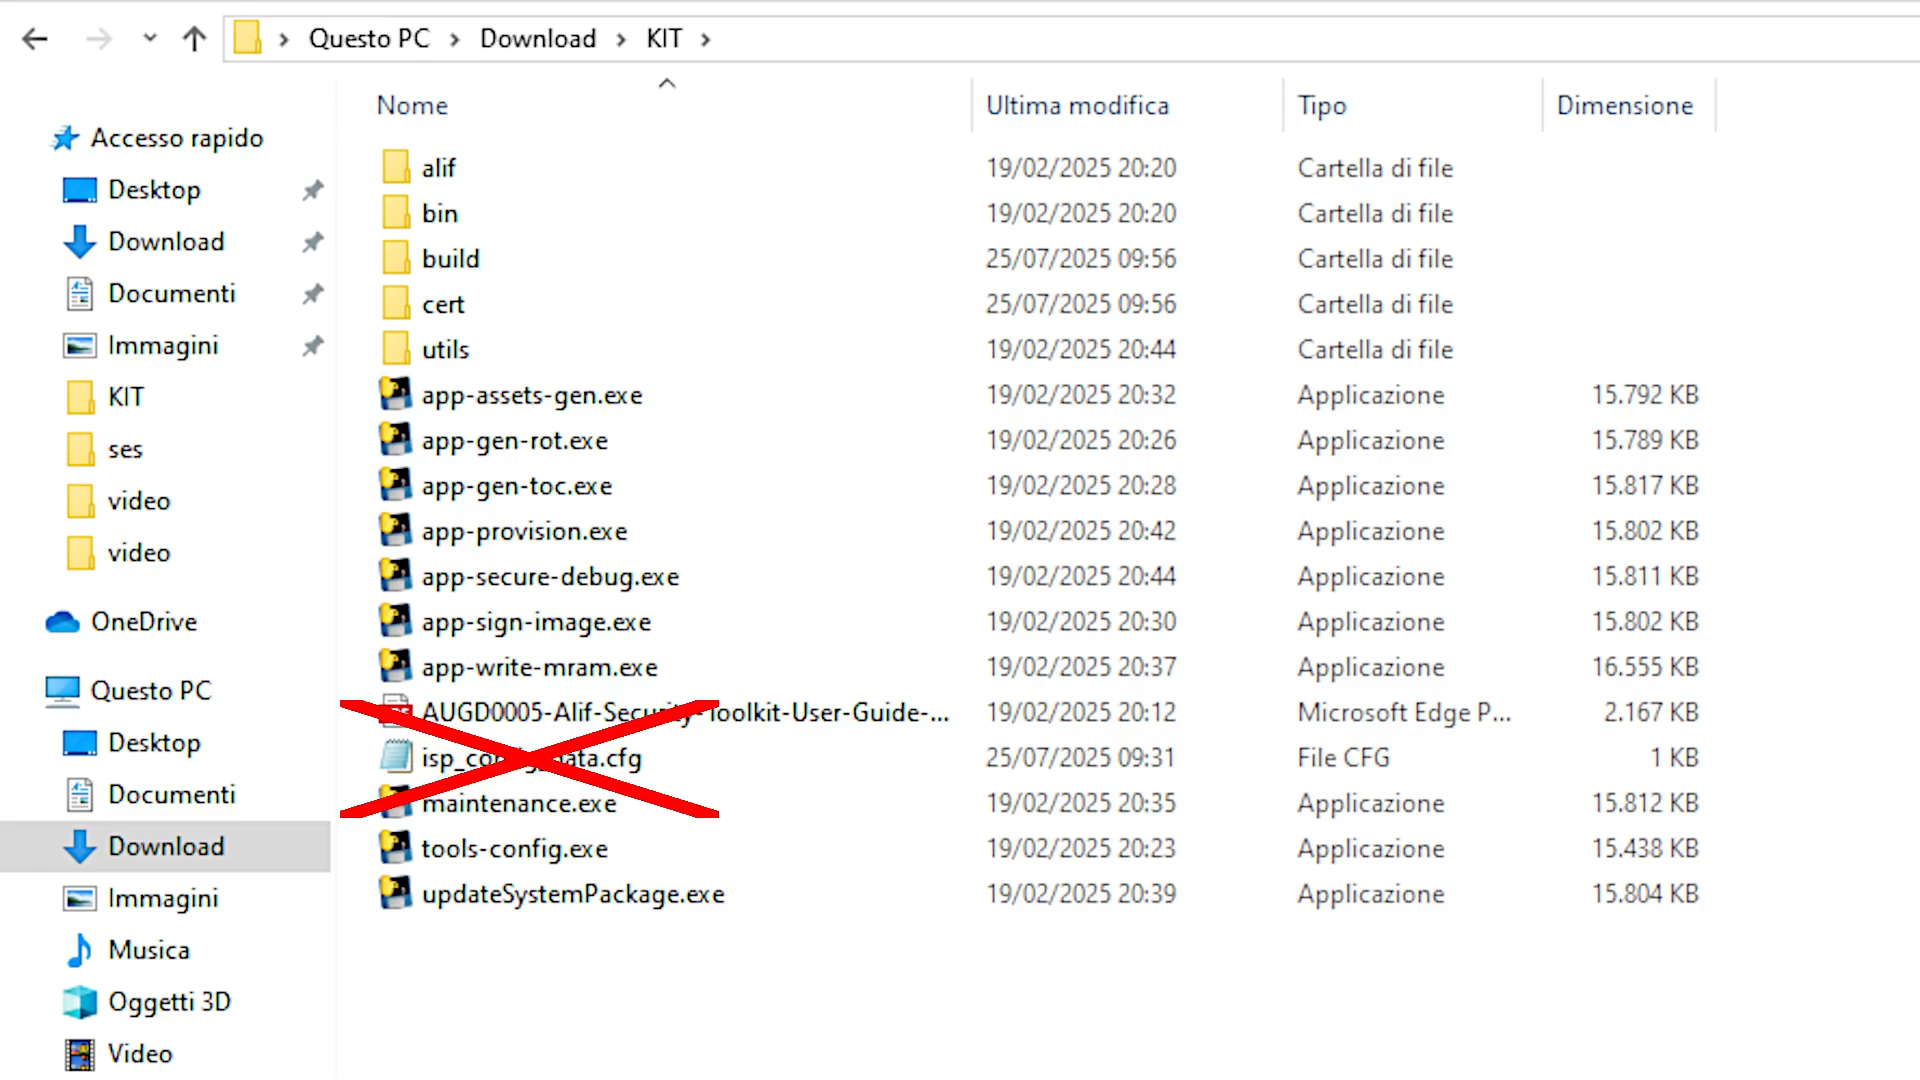 Questo PC Download KIT
Nome Ultima modifica Tipo Dimensione
Accesso rapido
Desktop
Download
Documenti
Immagini
KIT
ses
video
video
OneDrive
Questo PC
Desktop
Documenti
Download
Immagini
Musica
Oggetti 3D
Video
alif 19/02/2025 20:20 Cartella di file
bin 19/02/2025 20:20 Cartella di file
build 25/07/2025 09:56 Cartella di file
cert 25/07/2025 09:56 Cartella di file
utils 19/02/2025 20:44 Cartella di file
app-assets-gen.exe 19/02/2025 20:32 Applicazione 15.792 KB
app-gen-rot.exe 19/02/2025 20:26 Applicazione 15.789 KB
app-gen-toc.exe 19/02/2025 20:28 Applicazione 15.817 KB
app-provision.exe 19/02/2025 20:42 Applicazione 15.802 KB
app-secure-debug.exe 19/02/2025 20:44 Applicazione 15.811 KB
app-sign-image.exe 19/02/2025 20:30 Applicazione 15.802 KB
app-write-mram.exe 19/02/2025 20:37 Applicazione 16.555 KB
AUGD0005-Alif-Security-Toolkit-User-Guide-... 19/02/2025 20:12 Microsoft Edge P... 2.167 KB
isp_config_data.cfg 25/07/2025 09:31 File CFG 1 KB
maintenance.exe 19/02/2025 20:35 Applicazione 15.812 KB
tools-config.exe 19/02/2025 20:23 Applicazione 15.438 KB
updateSystemPackage.exe 19/02/2025 20:39 Applicazione 15.804 KB